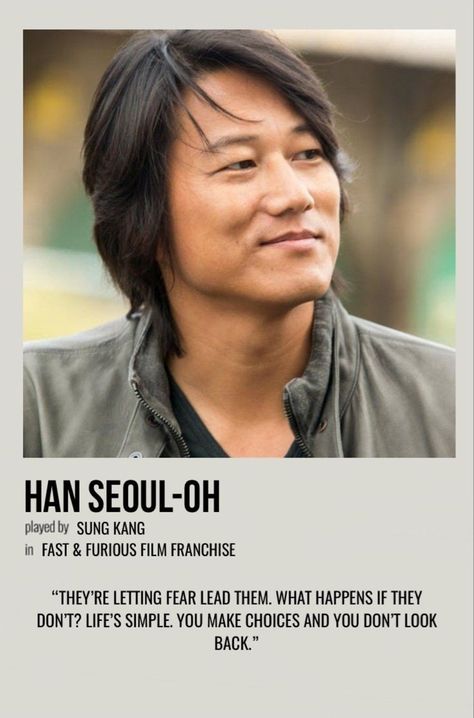 HAN SEOUL-OH
played by SUNG KANG
in FAST & FURIOUS FILM FRANCHISE
“THEY’RE LETTING FEAR LEAD THEM. WHAT HAPPENS IF THEY
DON’T? LIFE’S SIMPLE. YOU MAKE CHOICES AND YOU DON’T LOOK
BACK.”